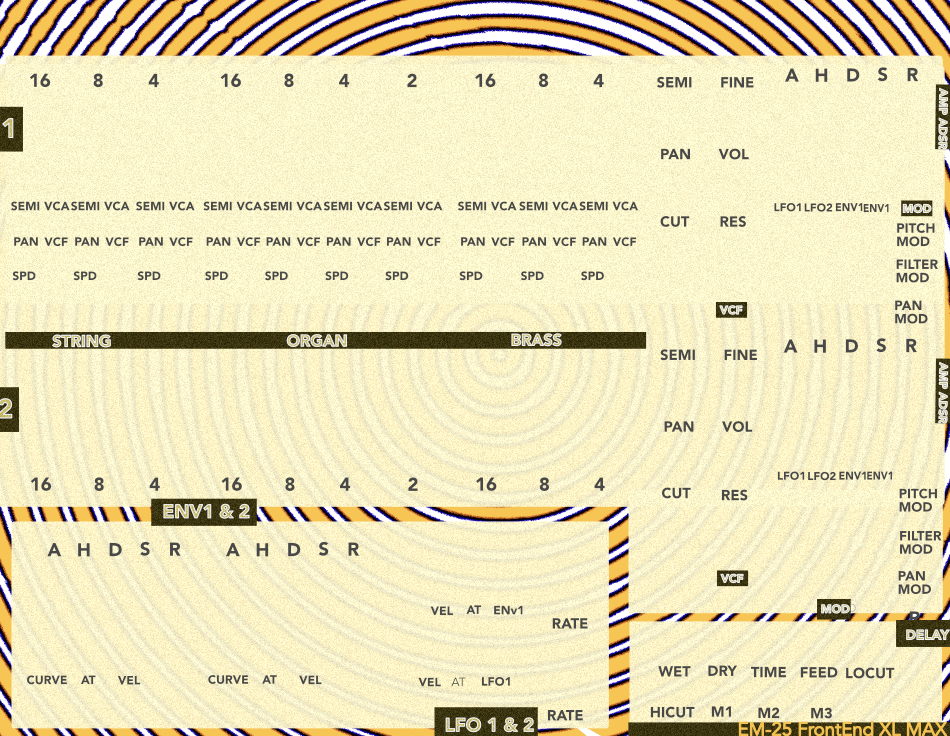 16 8 4 16 8 4 2 16 8 4 SEMI FINE A H D S R
AMP ADSR
1
PAN VOL
SEMI VCA SEMI VCA SEMI VCA SEMI VCA SEMI VCA SEMI VCA SEMI VCA SEMI VCA SEMI VCA SEMI VCA LFO1 LFO2 ENV1 ENV1 MOD
CUT RES PITCH
MOD
PAN VCF PAN VCF PAN VCF PAN VCF PAN VCF PAN VCF PAN VCF PAN VCF PAN VCF PAN VCF
SPD SPD SPD SPD SPD SPD SPD SPD SPD SPD FILTER
MOD
VCF PAN
MOD
STRING ORGAN BRASS
SEMI FINE A H D S R
AMP ADSR
2
PAN VOL
LFO1 LFO2 ENV1 ENV1
16 8 4 16 8 4 2 16 8 4 CUT RES PITCH
MOD
ENV1 & 2
FILTER
MOD
A H D S R A H D S R
VCF PAN
MOD
MOD
VEL AT ENv1
RATE
DELAY
WET DRY TIME FEED LOCUT
CURVE AT VEL CURVE AT VEL VEL AT LFO1
HICUT M1 M2 M3
LFO 1 & 2 RATE
EM-25 FrontEnd XL MAX